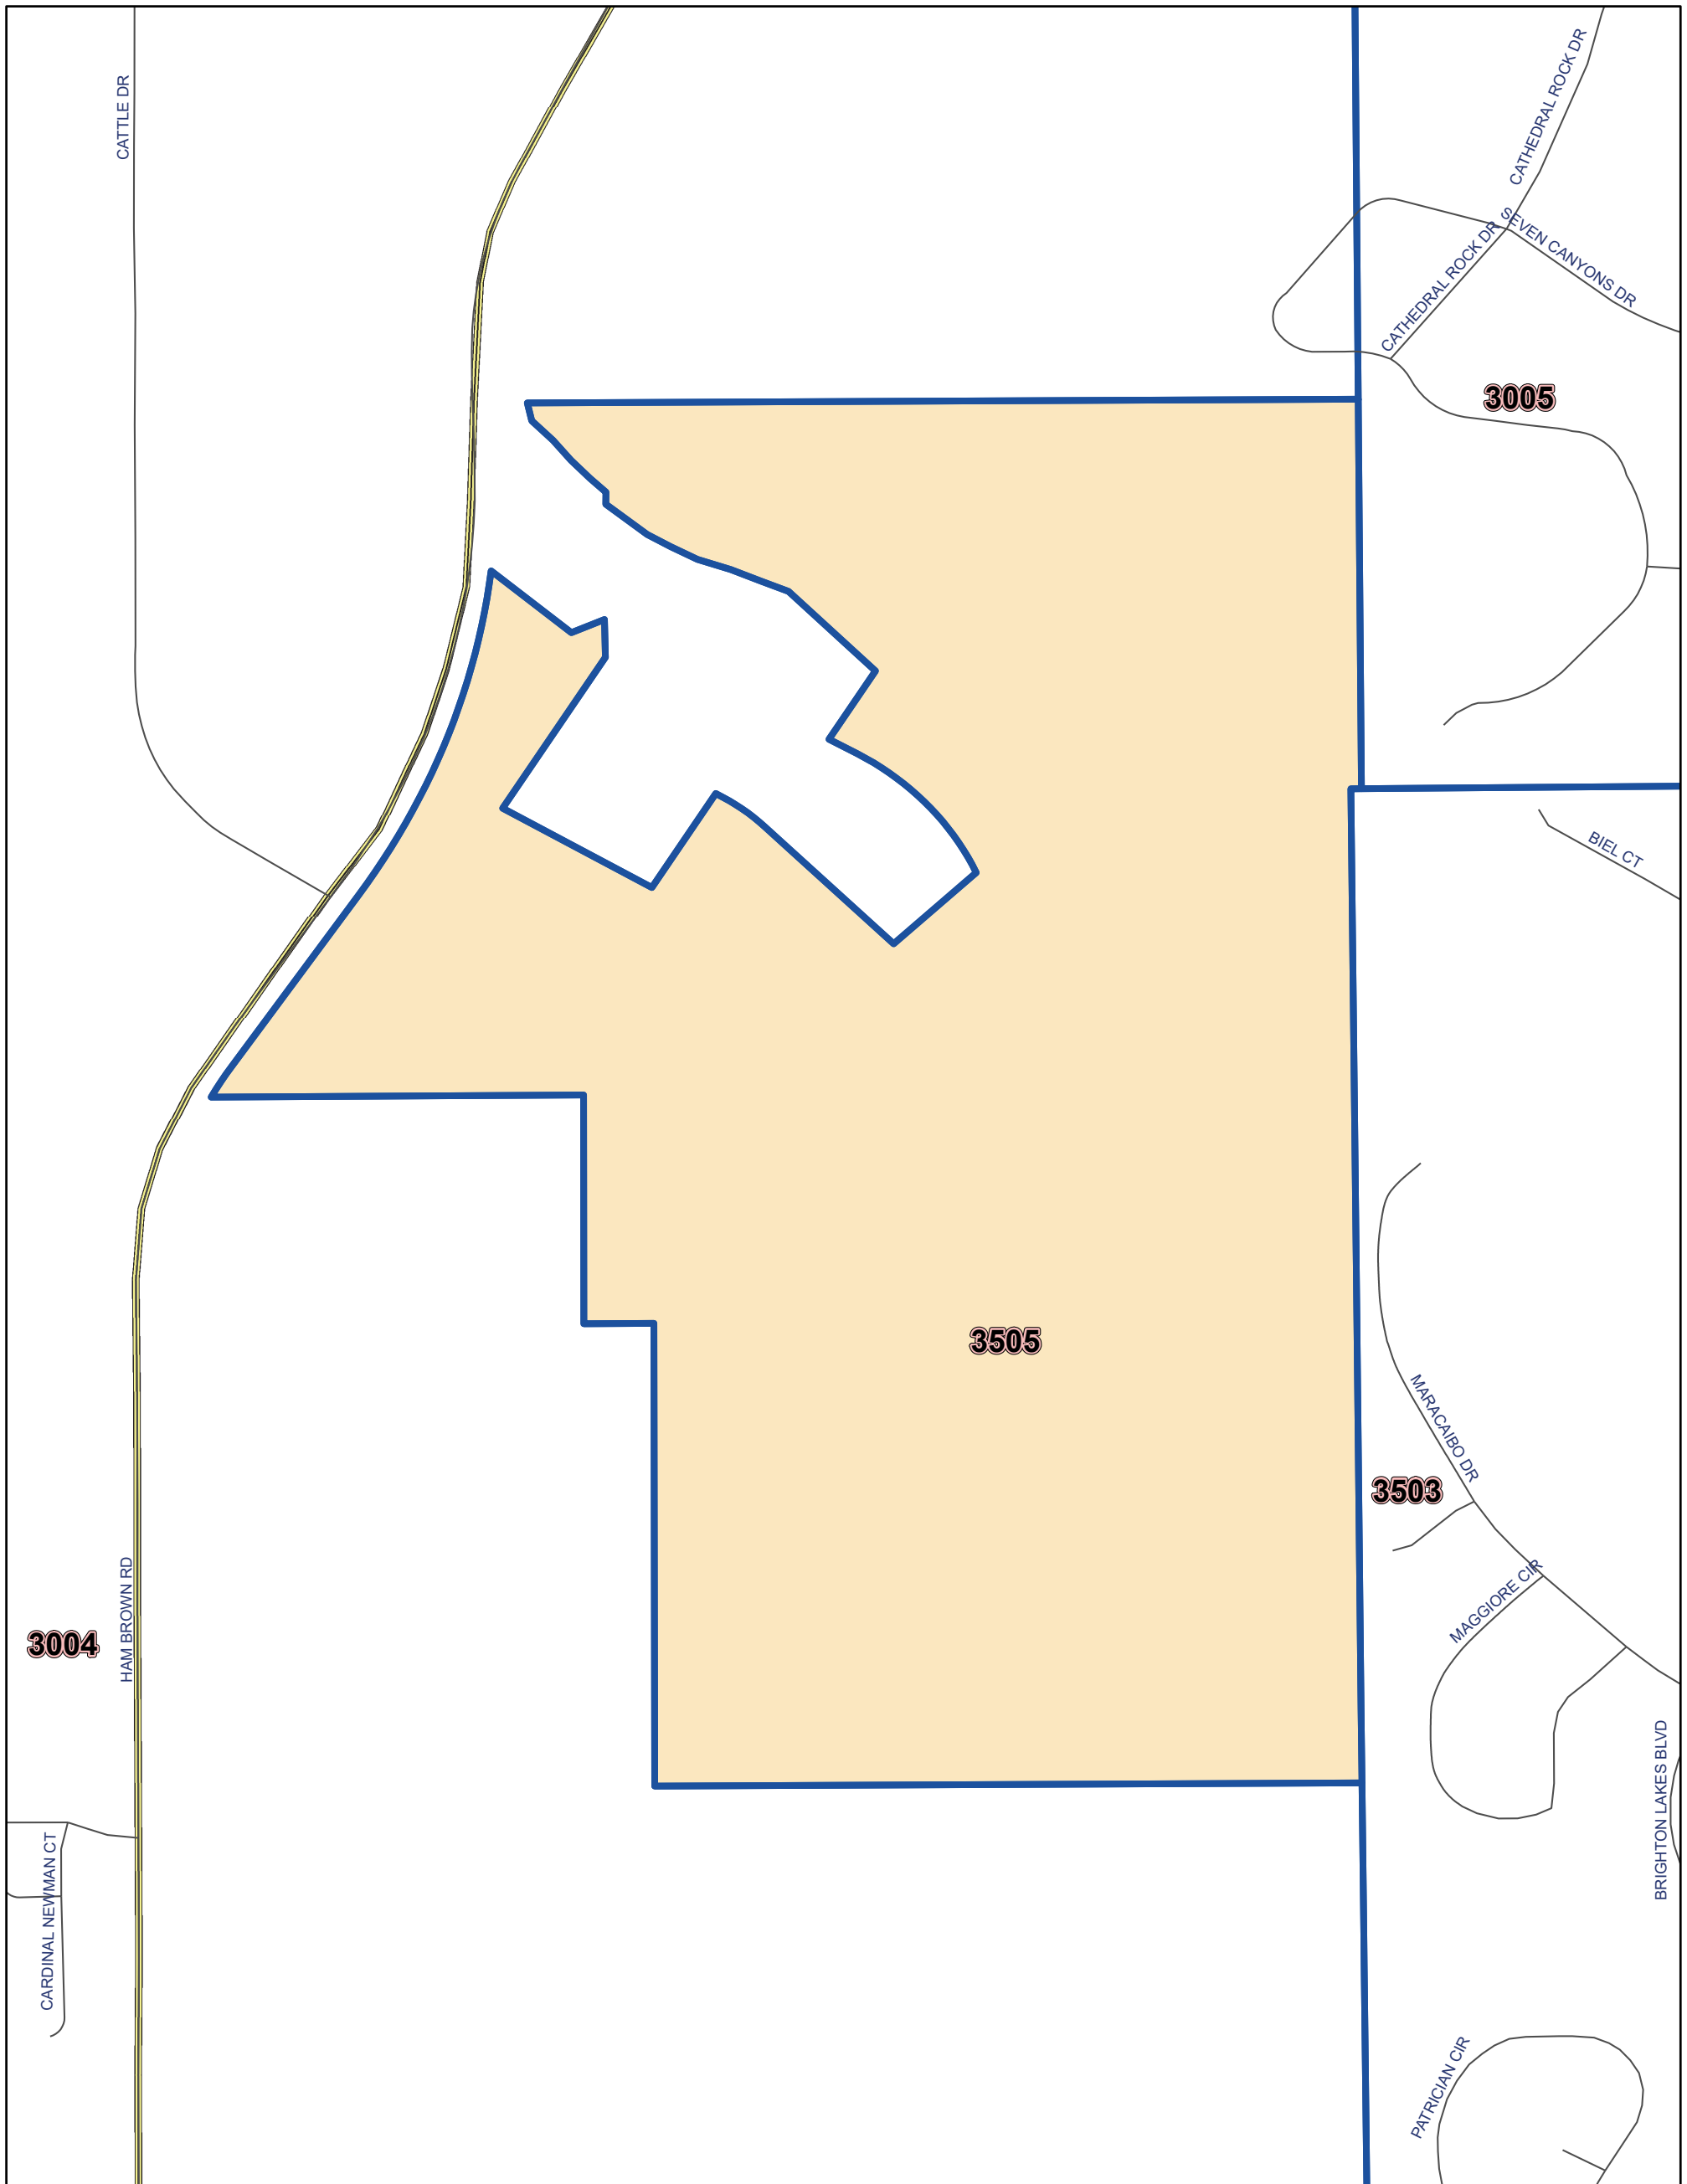 CATTLE DR
CATHEDRAL ROCK DR
SEVEN CANYONS DR
CATHEDRAL ROCK DR
3005
BIEL CT
3505
MARACAIBO DR
3503
MAGGIORE CIR
HAM BROWN RD
3004
BRIGHTON LAKES BLVD
CARDINAL NEWMAN CT
PATRICIAN CIR